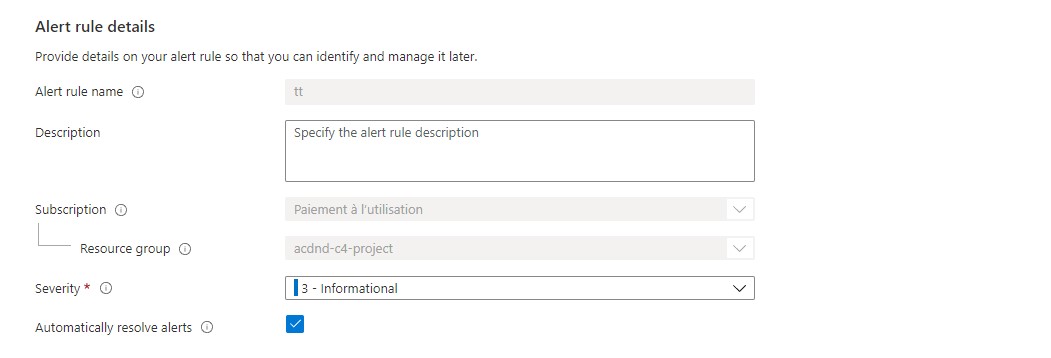 Alert rule details
Provide details on your alert rule so that you can identify and manage it later.
Alert rule name
tt
Description
Specify the alert rule description
Subscription
Paiement à l'utilisation
Resource group
acdnd-c4-project
Severity *
3 - Informational
Automatically resolve alerts